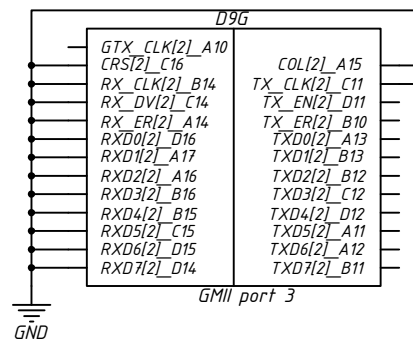 D9G
GTX_CLK[2]_A10
CRS[2]_C16
RX_CLK[2]_B14
RX_DV[2]_C14
RX_ER[2]_A14
RXD0[2]_D16
RXD1[2]_A17
RXD2[2]_A16
RXD3[2]_B16
RXD4[2]_B15
RXD5[2]_C15
RXD6[2]_D15
RXD7[2]_D14
COL[2]_A15
TX_CLK[2]_C11
TX_EN[2]_D11
TX_ER[2]_B10
TXD0[2]_A13
TXD1[2]_B13
TXD2[2]_B12
TXD3[2]_C12
TXD4[2]_D12
TXD5[2]_A11
TXD6[2]_A12
TXD7[2]_B11
GMII port 3
GND